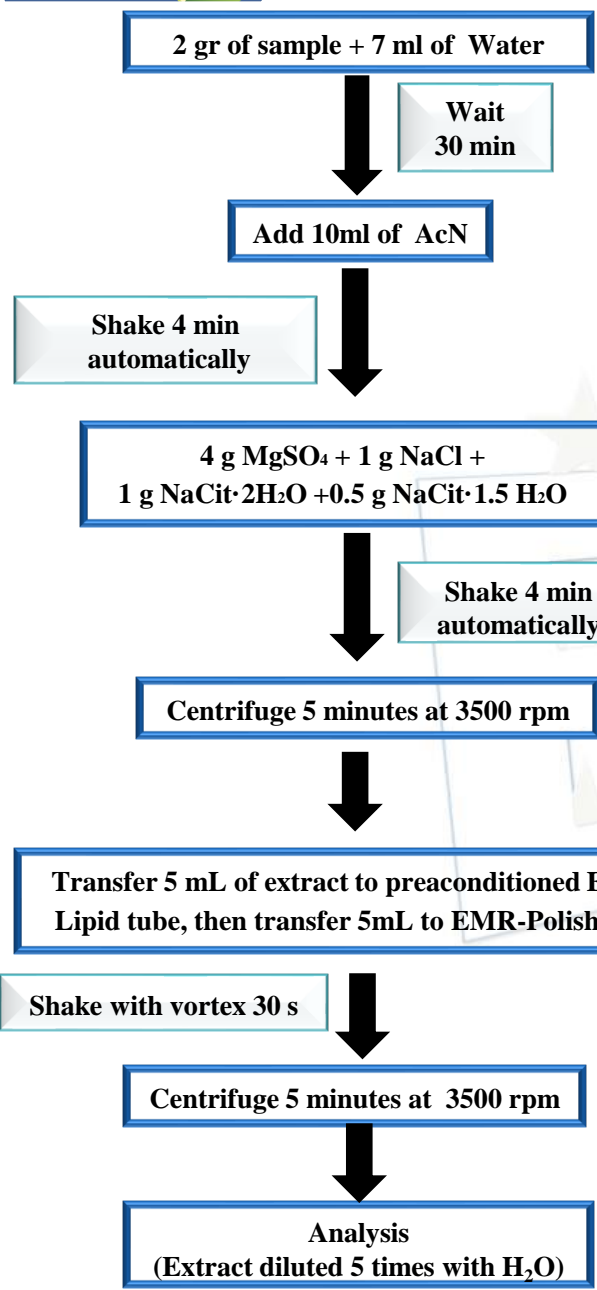 2 gr of sample + 7 ml of Water
Wait
30 min
Add 10ml of AcN
Shake 4 min
automatically
4 g MgSO₄ + 1 g NaCl +
1 g NaCit·2H₂O +0.5 g NaCit·1.5 H₂O
Shake 4 min
automatically
Centrifuge 5 minutes at 3500 rpm
Transfer 5 mL of extract to preaconditioned
Lipid tube, then transfer 5mL to EMR-Polish
Shake with vortex 30 s
Centrifuge 5 minutes at 3500 rpm
Analysis
(Extract diluted 5 times with H₂O)